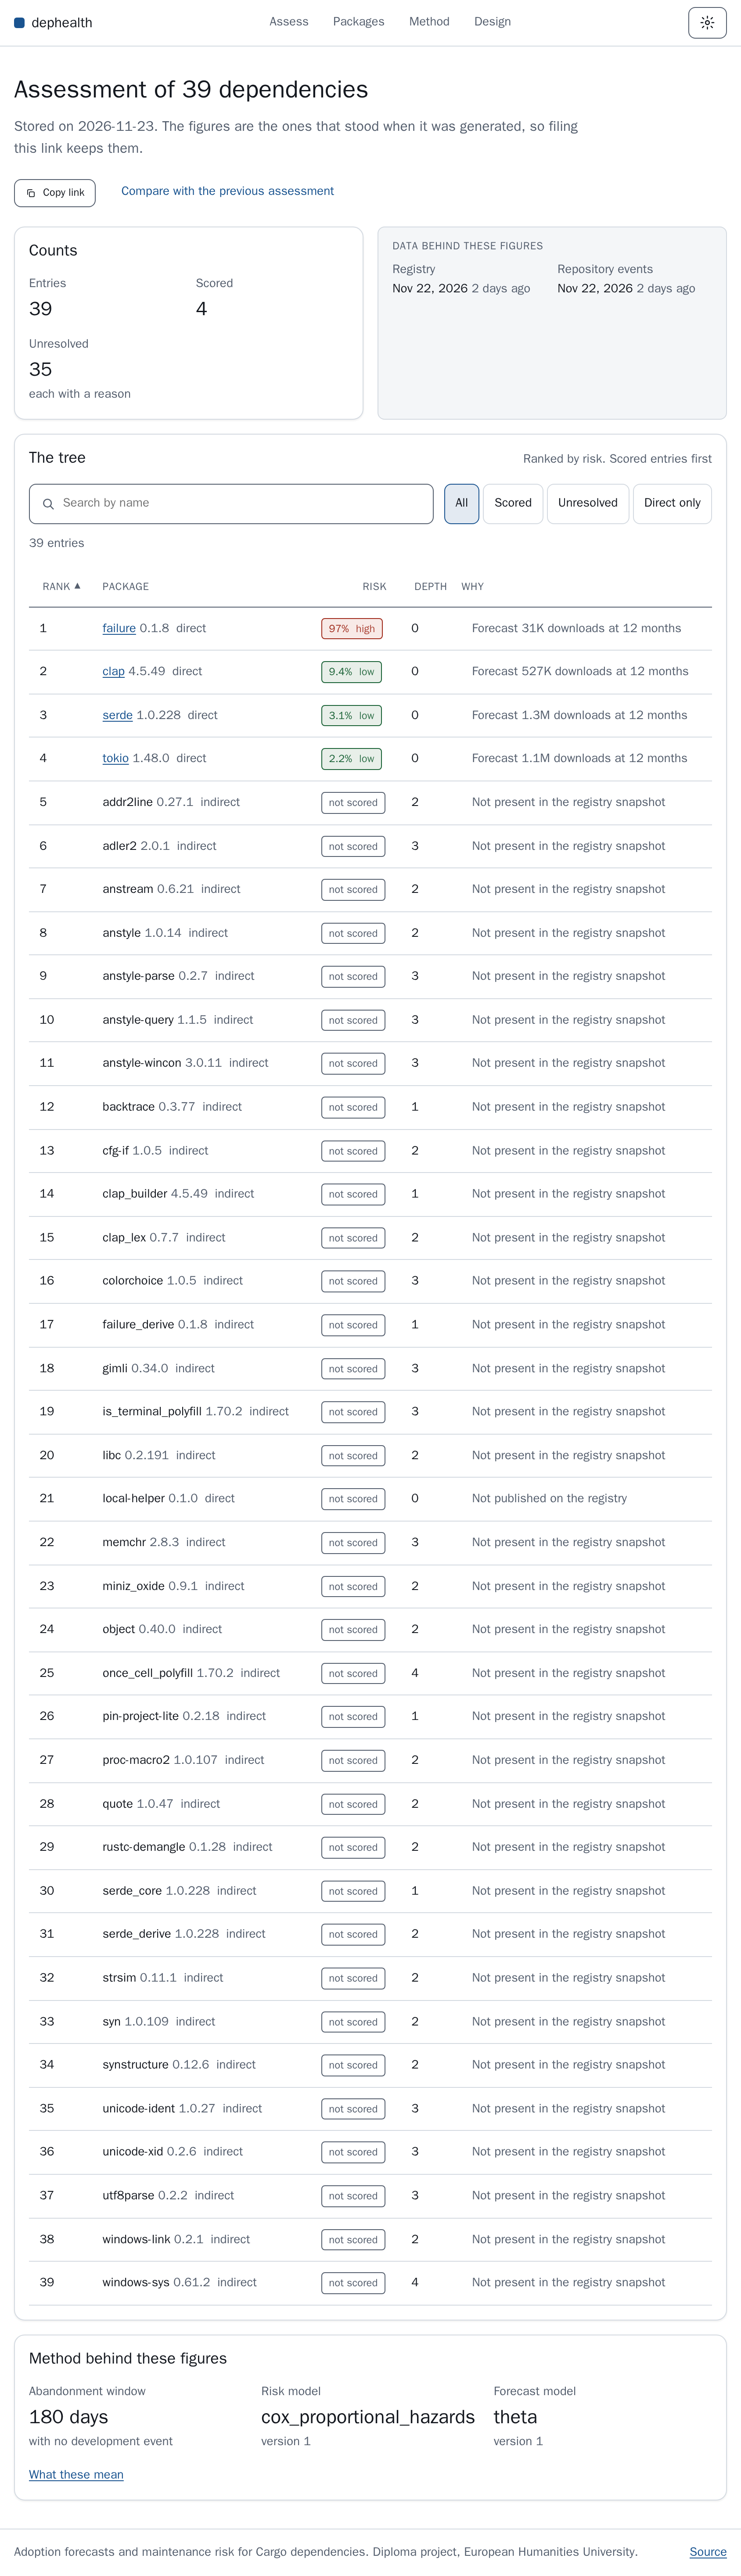 dephealth
Assess Packages Method Design
Assessment of 39 dependencies
Stored on 2026-11-23. The figures are the ones that stood when it was generated, so filing
this link keeps them.
Copy link Compare with the previous assessment
Counts
Entries Scored
39 4
Unresolved
35
each with a reason
DATA BEHIND THESE FIGURES
Registry Repository events
Nov 22, 2026 2 days ago Nov 22, 2026 2 days ago
The tree Ranked by risk. Scored entries first
Search by name All Scored Unresolved Direct only
39 entries
RANK ▲ PACKAGE RISK DEPTH WHY
1 failure 0.1.8 direct 97% high 0 Forecast 31K downloads at 12 months
2 clap 4.5.49 direct 9.4% low 0 Forecast 527K downloads at 12 months
3 serde 1.0.228 direct 3.1% low 0 Forecast 1.3M downloads at 12 months
4 tokio 1.48.0 direct 2.2% low 0 Forecast 1.1M downloads at 12 months
5 addr2line 0.27.1 indirect not scored 2 Not present in the registry snapshot
6 adler2 2.0.1 indirect not scored 3 Not present in the registry snapshot
7 anstream 0.6.21 indirect not scored 2 Not present in the registry snapshot
8 anstyle 1.0.14 indirect not scored 2 Not present in the registry snapshot
9 anstyle-parse 0.2.7 indirect not scored 3 Not present in the registry snapshot
10 anstyle-query 1.1.5 indirect not scored 3 Not present in the registry snapshot
11 anstyle-wincon 3.0.11 indirect not scored 3 Not present in the registry snapshot
12 backtrace 0.3.77 indirect not scored 1 Not present in the registry snapshot
13 cfg-if 1.0.5 indirect not scored 2 Not present in the registry snapshot
14 clap_builder 4.5.49 indirect not scored 1 Not present in the registry snapshot
15 clap_lex 0.7.7 indirect not scored 2 Not present in the registry snapshot
16 colorchoice 1.0.5 indirect not scored 3 Not present in the registry snapshot
17 failure_derive 0.1.8 indirect not scored 1 Not present in the registry snapshot
18 gimli 0.34.0 indirect not scored 3 Not present in the registry snapshot
19 is_terminal_polyfill 1.70.2 indirect not scored 3 Not present in the registry snapshot
20 libc 0.2.191 indirect not scored 2 Not present in the registry snapshot
21 local-helper 0.1.0 direct not scored 0 Not published on the registry
22 memchr 2.8.3 indirect not scored 3 Not present in the registry snapshot
23 miniz_oxide 0.9.1 indirect not scored 2 Not present in the registry snapshot
24 object 0.40.0 indirect not scored 2 Not present in the registry snapshot
25 once_cell_polyfill 1.70.2 indirect not scored 4 Not present in the registry snapshot
26 pin-project-lite 0.2.18 indirect not scored 1 Not present in the registry snapshot
27 proc-macro2 1.0.107 indirect not scored 2 Not present in the registry snapshot
28 quote 1.0.47 indirect not scored 2 Not present in the registry snapshot
29 rustc-demangle 0.1.28 indirect not scored 2 Not present in the registry snapshot
30 serde_core 1.0.228 indirect not scored 1 Not present in the registry snapshot
31 serde_derive 1.0.228 indirect not scored 2 Not present in the registry snapshot
32 strsim 0.11.1 indirect not scored 2 Not present in the registry snapshot
33 syn 1.0.109 indirect not scored 2 Not present in the registry snapshot
34 synstructure 0.12.6 indirect not scored 2 Not present in the registry snapshot
35 unicode-ident 1.0.27 indirect not scored 3 Not present in the registry snapshot
36 unicode-xid 0.2.6 indirect not scored 3 Not present in the registry snapshot
37 utf8parse 0.2.2 indirect not scored 3 Not present in the registry snapshot
38 windows-link 0.2.1 indirect not scored 2 Not present in the registry snapshot
39 windows-sys 0.61.2 indirect not scored 4 Not present in the registry snapshot
Method behind these figures
Abandonment window Risk model Forecast model
180 days cox_proportional_hazards theta
with no development event version 1 version 1
What these mean
Adoption forecasts and maintenance risk for Cargo dependencies. Diploma project, European Humanities University. Source